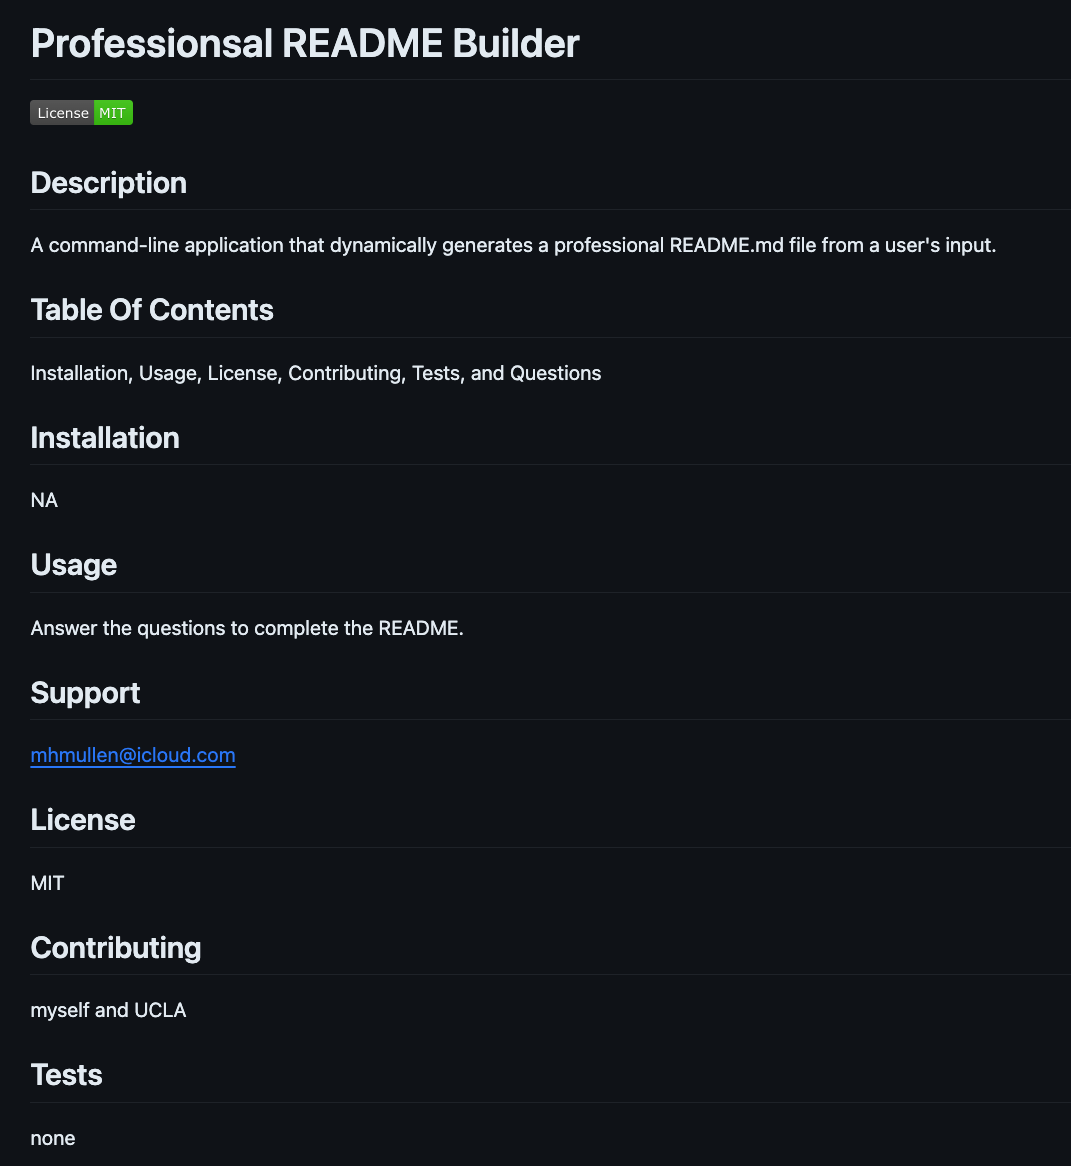 Professionsal README Builder
License MIT
Description
A command-line application that dynamically generates a professional README.md file from a user's input.
Table Of Contents
Installation, Usage, License, Contributing, Tests, and Questions
Installation
NA
Usage
Answer the questions to complete the README.
Support
mhmullen@icloud.com
License
MIT
Contributing
myself and UCLA
Tests
none